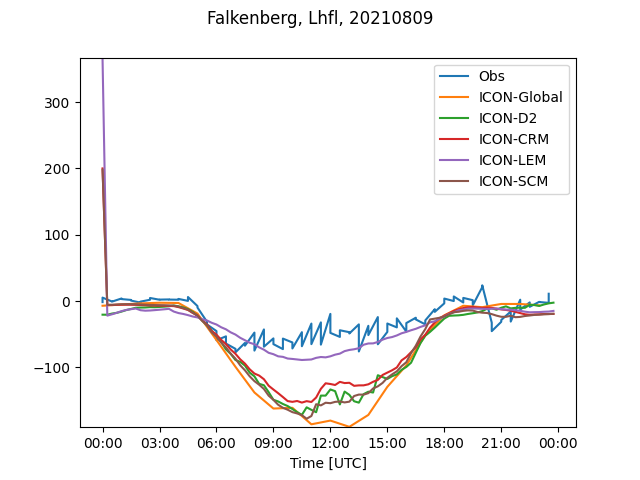 Falkenberg, Lhfl, 20210809
Obs
ICON-Global
ICON-D2
ICON-CRM
ICON-LEM
ICON-SCM
300
200
100
0
−100
00:00 03:00 06:00 09:00 12:00 15:00 18:00 21:00 00:00
Time [UTC]